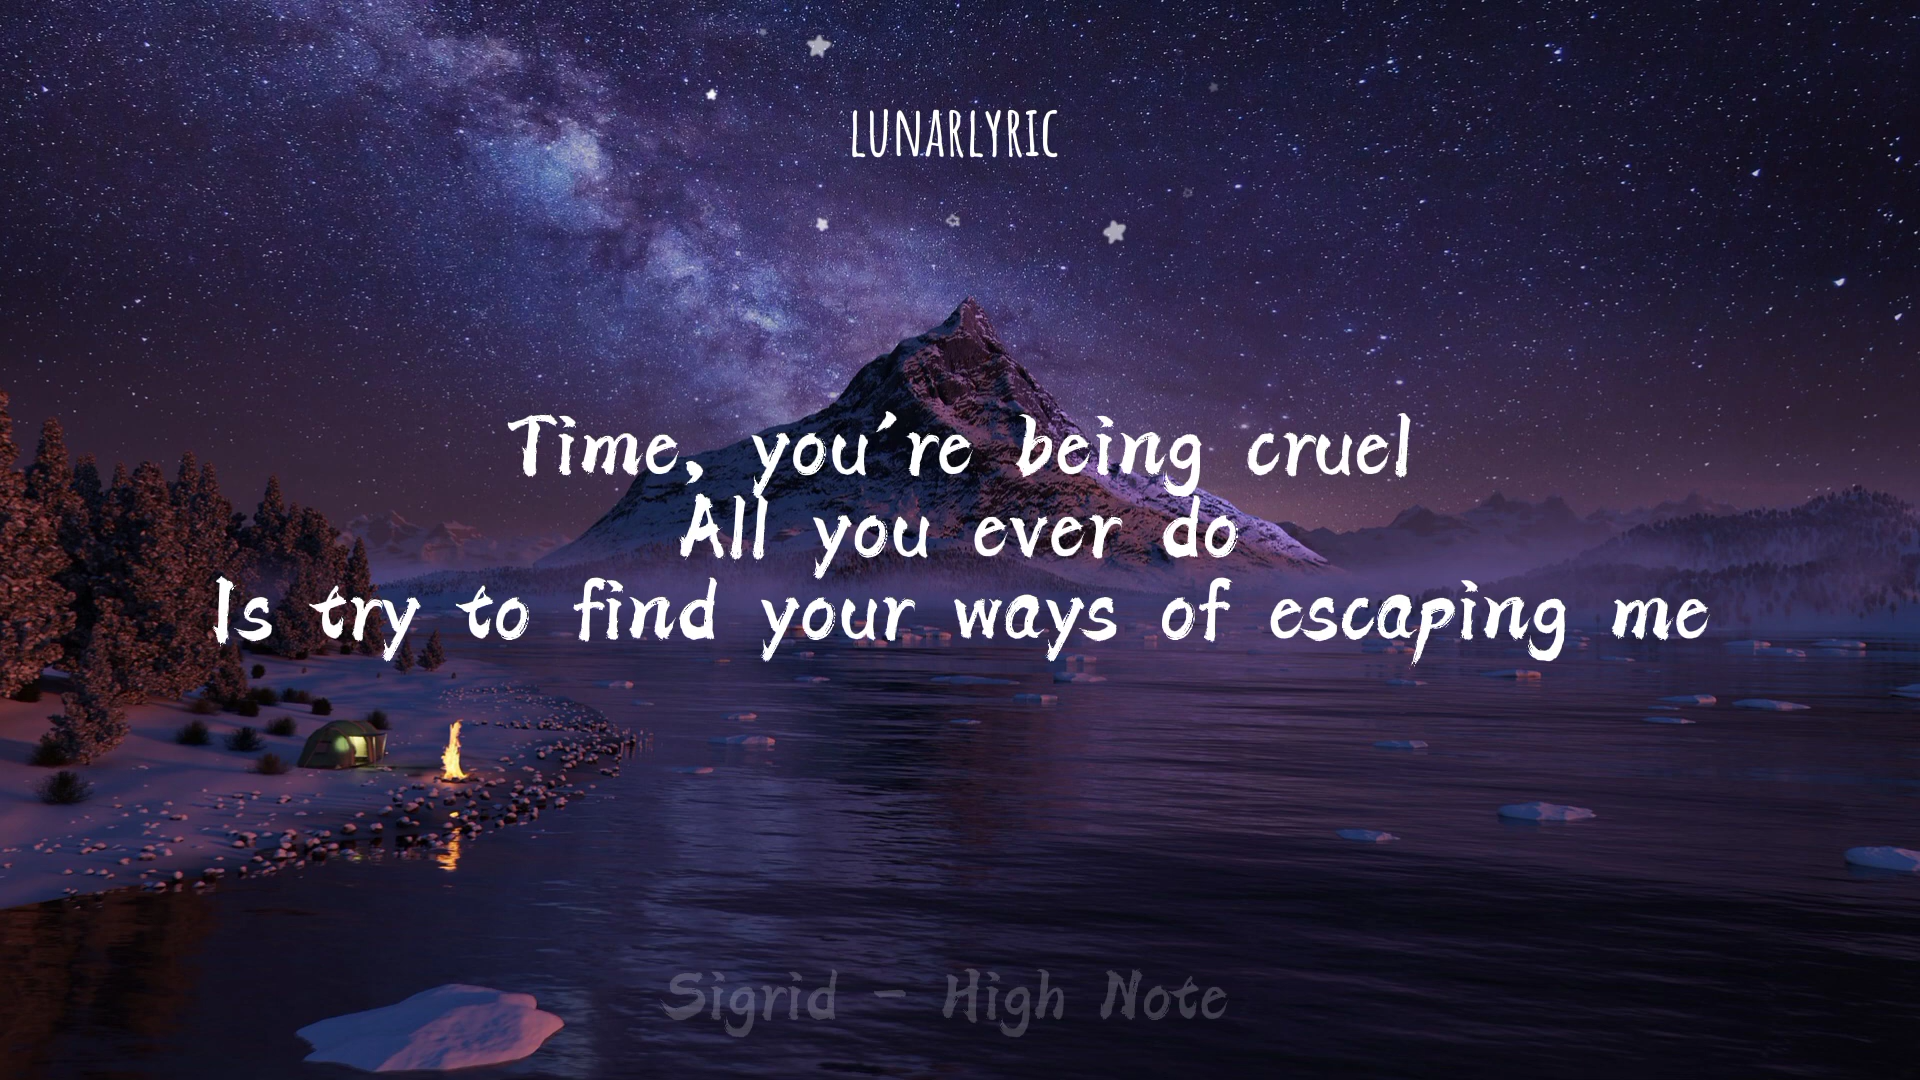 LUNARLYRIC
Time, you're being cruel
All you ever do
Is try to find your ways of escaping me
Sigrid - High Note